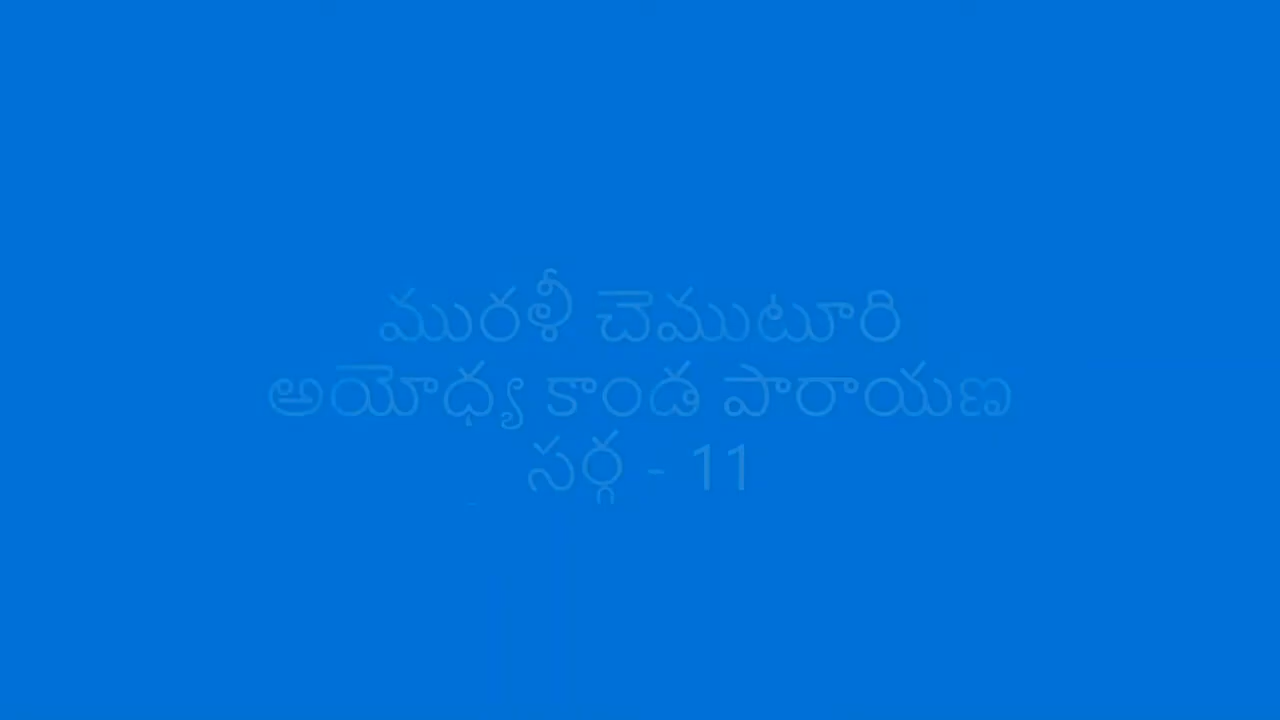 మురళీ చెముటూరి
అయోధ్య కాండ పారాయణ
సర్గ - 11